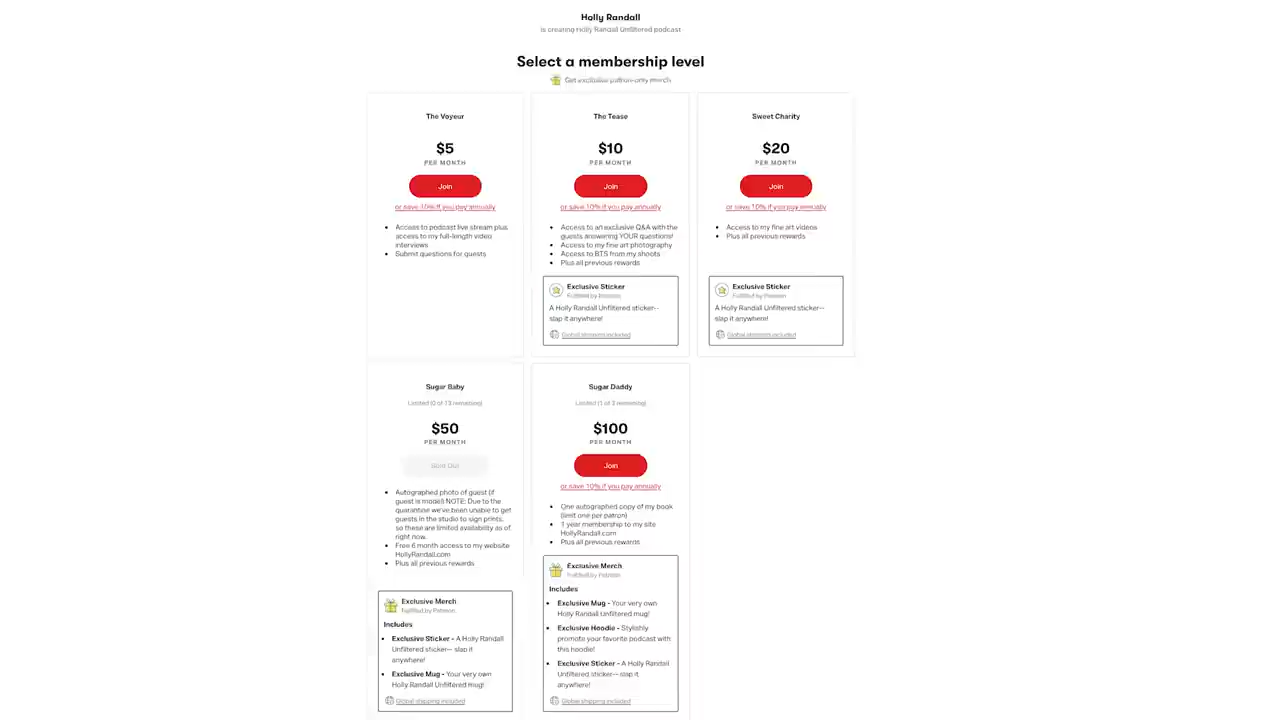 Holly Randall
is creating Holly Randall Unfiltered podcast
Select a membership level
Get exclusive patron-only merch
The Voyeur
$5
PER MONTH
Join
or save 10% if you pay annually
• Access to podcast live stream plus
access to my full-length video
interviews
• Submit questions for guests
The Tease
$10
PER MONTH
Join
or save 10% if you pay annually
• Access to an exclusive Q&A with the
guests answering YOUR questions!
• Access to my fine art photography
• Access to BTS from my shoots
• Plus all previous rewards
Exclusive Sticker
Fulfilled by Patreon
A Holly Randall Unfiltered sticker--
slap it anywhere!
Global shipping included
Sweet Charity
$20
PER MONTH
Join
or save 10% if you pay annually
• Access to my fine art videos
• Plus all previous rewards
Exclusive Sticker
Fulfilled by Patreon
A Holly Randall Unfiltered sticker--
slap it anywhere!
Global shipping included
Sugar Baby
Limited (0 of 13 remaining)
$50
PER MONTH
Sold Out
• Autographed photo of guest (if
guest is model) NOTE: Due to the
quarantine we've been unable to get
guests in the studio to sign prints,
so these are limited availability as of
right now.
• Free 6 month access to my website
HollyRandall.com
• Plus all previous rewards
Exclusive Merch
Fulfilled by Patreon
Includes
• Exclusive Sticker - A Holly Randall
Unfiltered sticker-- slap it
anywhere!
• Exclusive Mug - Your very own
Holly Randall Unfiltered mug!
Global shipping included
Sugar Daddy
Limited (1 of 2 remaining)
$100
PER MONTH
Join
or save 10% if you pay annually
• One autographed copy of my book
(limit one per patron)
• 1 year membership to my site
HollyRandall.com
• Plus all previous rewards
Exclusive Merch
Fulfilled by Patreon
Includes
• Exclusive Mug - Your very own
Holly Randall Unfiltered mug!
• Exclusive Hoodie - Stylishly
promote your favorite podcast with
this hoodie!
• Exclusive Sticker - A Holly Randall
Unfiltered sticker-- slap it
anywhere!
Global shipping included